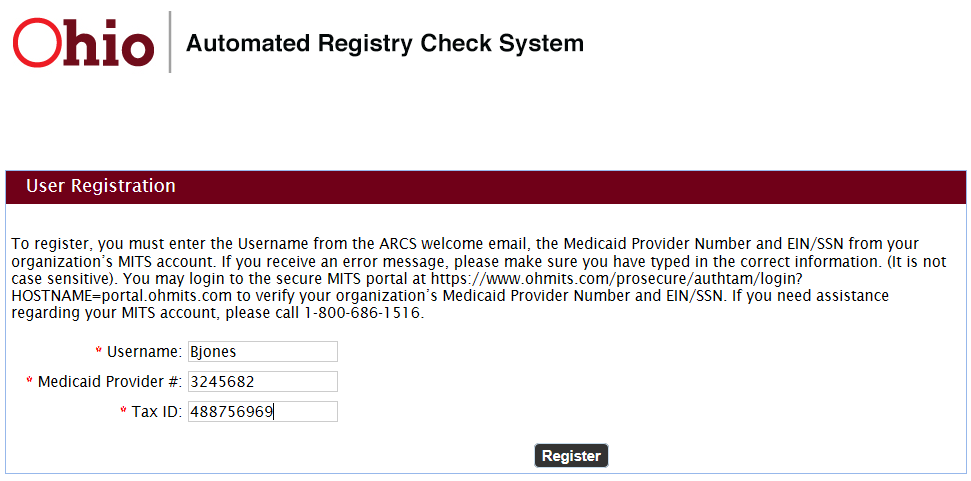 Ohio Automated Registry Check System
User Registration
To register, you must enter the Username from the ARCS welcome email, the Medicaid Provider Number and EIN/SSN from your
organization’s MITS account. If you receive an error message, please make sure you have typed in the correct information. (It is not
case sensitive). You may login to the secure MITS portal at https://www.ohmits.com/prosecure/authtam/login?
HOSTNAME=portal.ohmits.com to verify your organization’s Medicaid Provider Number and EIN/SSN. If you need assistance
regarding your MITS account, please call 1-800-686-1516.
* Username: Bjones
* Medicaid Provider #: 3245682
* Tax ID: 488756969
Register